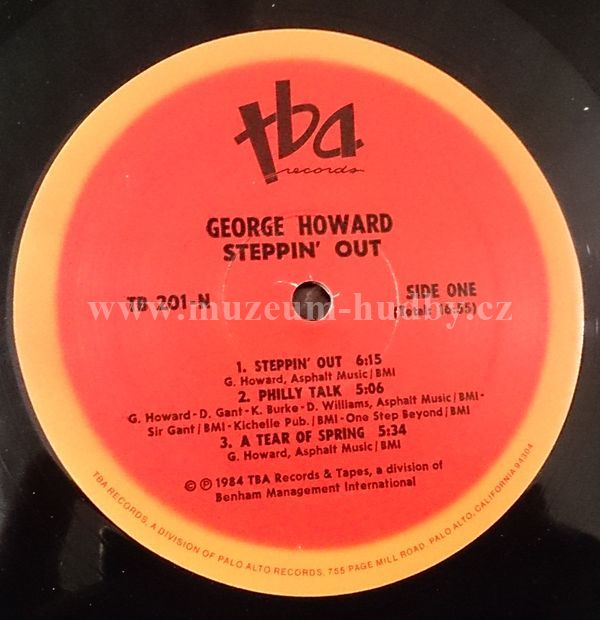 tba
records
GEORGE HOWARD
STEPPIN' OUT
TB 201-N
SIDE ONE
(Total: 16:55)
www.muzeum-hudby.cz
1. STEPPIN' OUT 6:15
G. Howard, Asphalt Music/BMI
2. PHILLY TALK 5:06
G. Howard-D. Gant-K. Burke-D. Williams, Asphalt Music/BMI-
Sir Gant/BMI-Kichelle Pub./BMI-One Step Beyond/BMI
3. A TEAR OF SPRING 5:34
G. Howard, Asphalt Music/BMI
© ℗ 1984 TBA Records & Tapes, a division of
Benham Management International
TBA RECORDS, A DIVISION OF PALO ALTO RECORDS, 755 PAGE MILL ROAD, PALO ALTO, CALIFORNIA 94304